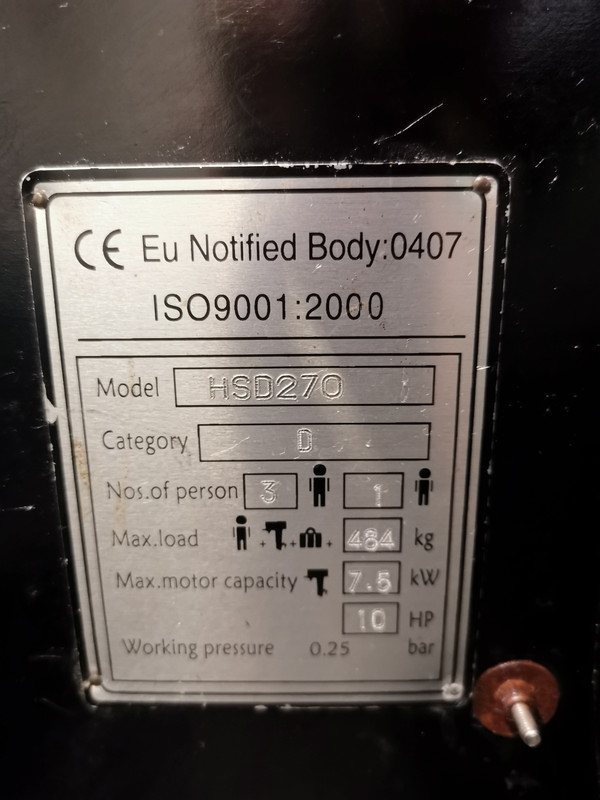 CE Eu Notified Body:0407
ISO9001:2000
Model HSD270
Category D
Nos.of person 3 1
Max.load + + + 484 kg
Max.motor capacity 7.5 kW
10 HP
Working pressure 0.25 bar